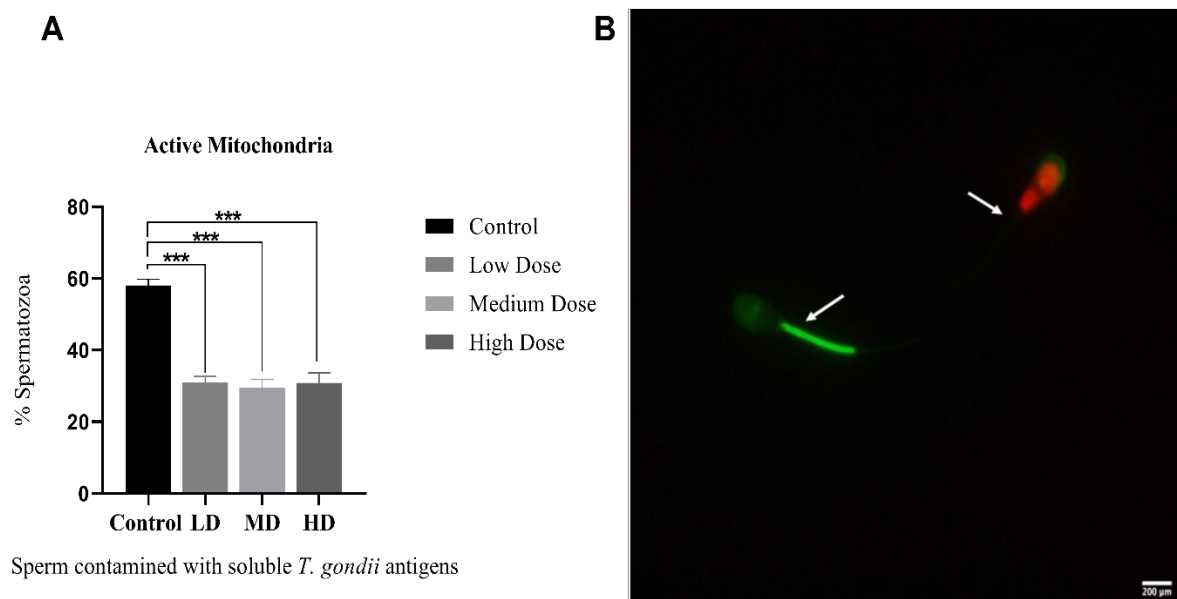 A
B
Active Mitochondria
***
***
***
80
60
40
20
0
% Spermatozoa
Control
Low Dose
Medium Dose
High Dose
Control LD MD HD
Sperm contamined with soluble T. gondii antigens
200 µm